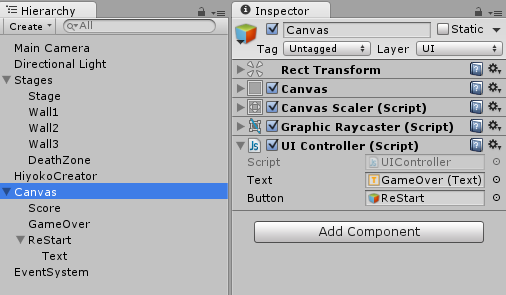 Hierarchy
Create
All
Main Camera
Directional Light
Stages
Stage
Wall1
Wall2
Wall3
DeathZone
HiyokoCreator
Canvas
Score
GameOver
ReStart
Text
EventSystem
Inspector
Canvas
Static
Tag Untagged Layer UI
Rect Transform
Canvas
Canvas Scaler (Script)
Graphic Raycaster (Script)
Js UI Controller (Script)
Script UIController
Text GameOver (Text)
Button ReStart
Add Component